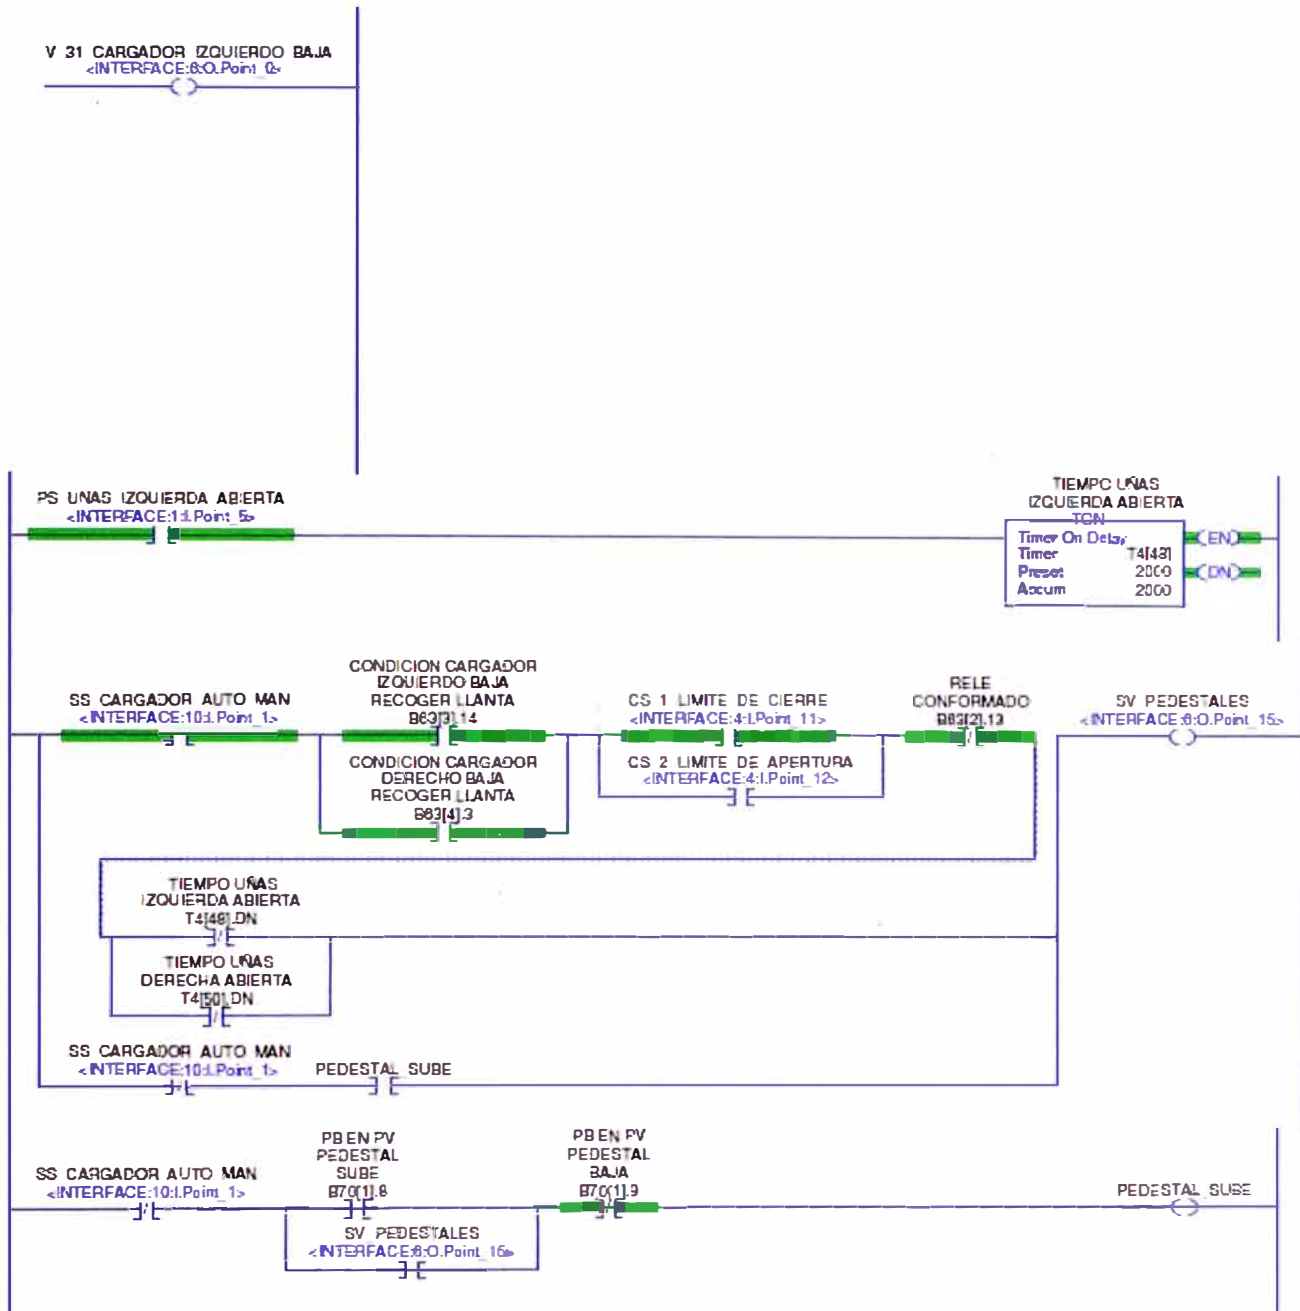 V 31 CARGADOR IZQUIERDO BAJA
<INTERFACE:6:O.Point_0>
PS UÑAS IZQUIERDA ABIERTA
<INTERFACE:1:I.Point_5>
TIEMPO UÑAS
IZQUIERDA ABIERTA
TON
Timer On Delay
Timer T4[48]
Preset 2000
Accum 2000
EN
DN
SS CARGADOR AUTO MAN
<INTERFACE:10:I.Point_1>
CONDICION CARGADOR
IZQUIERDO BAJA
RECOGER LLANTA
B63[3].14
CONDICION CARGADOR
DERECHO BAJA
RECOGER LLANTA
B63[4].3
CS 1 LIMITE DE CIERRE
<INTERFACE:4:I.Point_11>
CS 2 LIMITE DE APERTURA
<INTERFACE:4:I.Point_12>
RELE
CONFORMADO
B63[2].13
SV PEDESTALES
<INTERFACE:6:O.Point_15>
TIEMPO UÑAS
IZQUIERDA ABIERTA
T4[48].DN
TIEMPO UÑAS
DERECHA ABIERTA
T4[50].DN
SS CARGADOR AUTO MAN
<INTERFACE:10:I.Point_1>
PEDESTAL SUBE
SS CARGADOR AUTO MAN
<INTERFACE:10:I.Point_1>
PB EN PV
PEDESTAL
SUBE
B70[1].8
SV PEDESTALES
<INTERFACE:6:O.Point_15>
PB EN PV
PEDESTAL
BAJA
B70[1].9
PEDESTAL SUBE